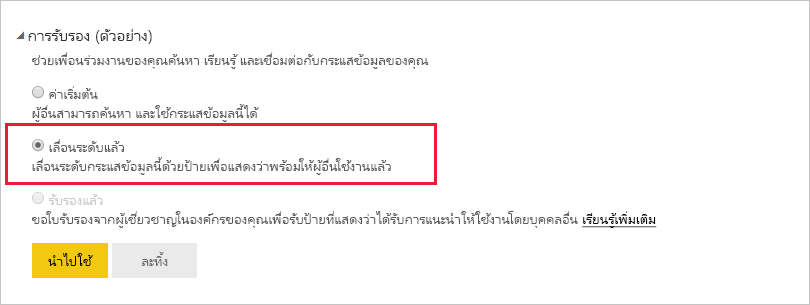 การรับรอง (ตัวอย่าง)
ช่วยเพื่อนร่วมงานของคุณค้นหา เรียนรู้ และเชื่อมต่อกับกระแสข้อมูลของคุณ
ค่าเริ่มต้น
ผู้อื่นสามารถค้นหา และใช้กระแสข้อมูลนี้ได้
เลื่อนระดับแล้ว
เลื่อนระดับกระแสข้อมูลนี้ด้วยป้ายเพื่อแสดงว่าพร้อมให้ผู้อื่นใช้งานแล้ว
รับรองแล้ว
ขอใบรับรองจากผู้เชี่ยวชาญในองค์กรของคุณเพื่อรับป้ายที่แสดงว่าได้รับการแนะนำให้ใช้งานโดยบุคคลอื่น เรียนรู้เพิ่มเติม
นำไปใช้ ละทิ้ง